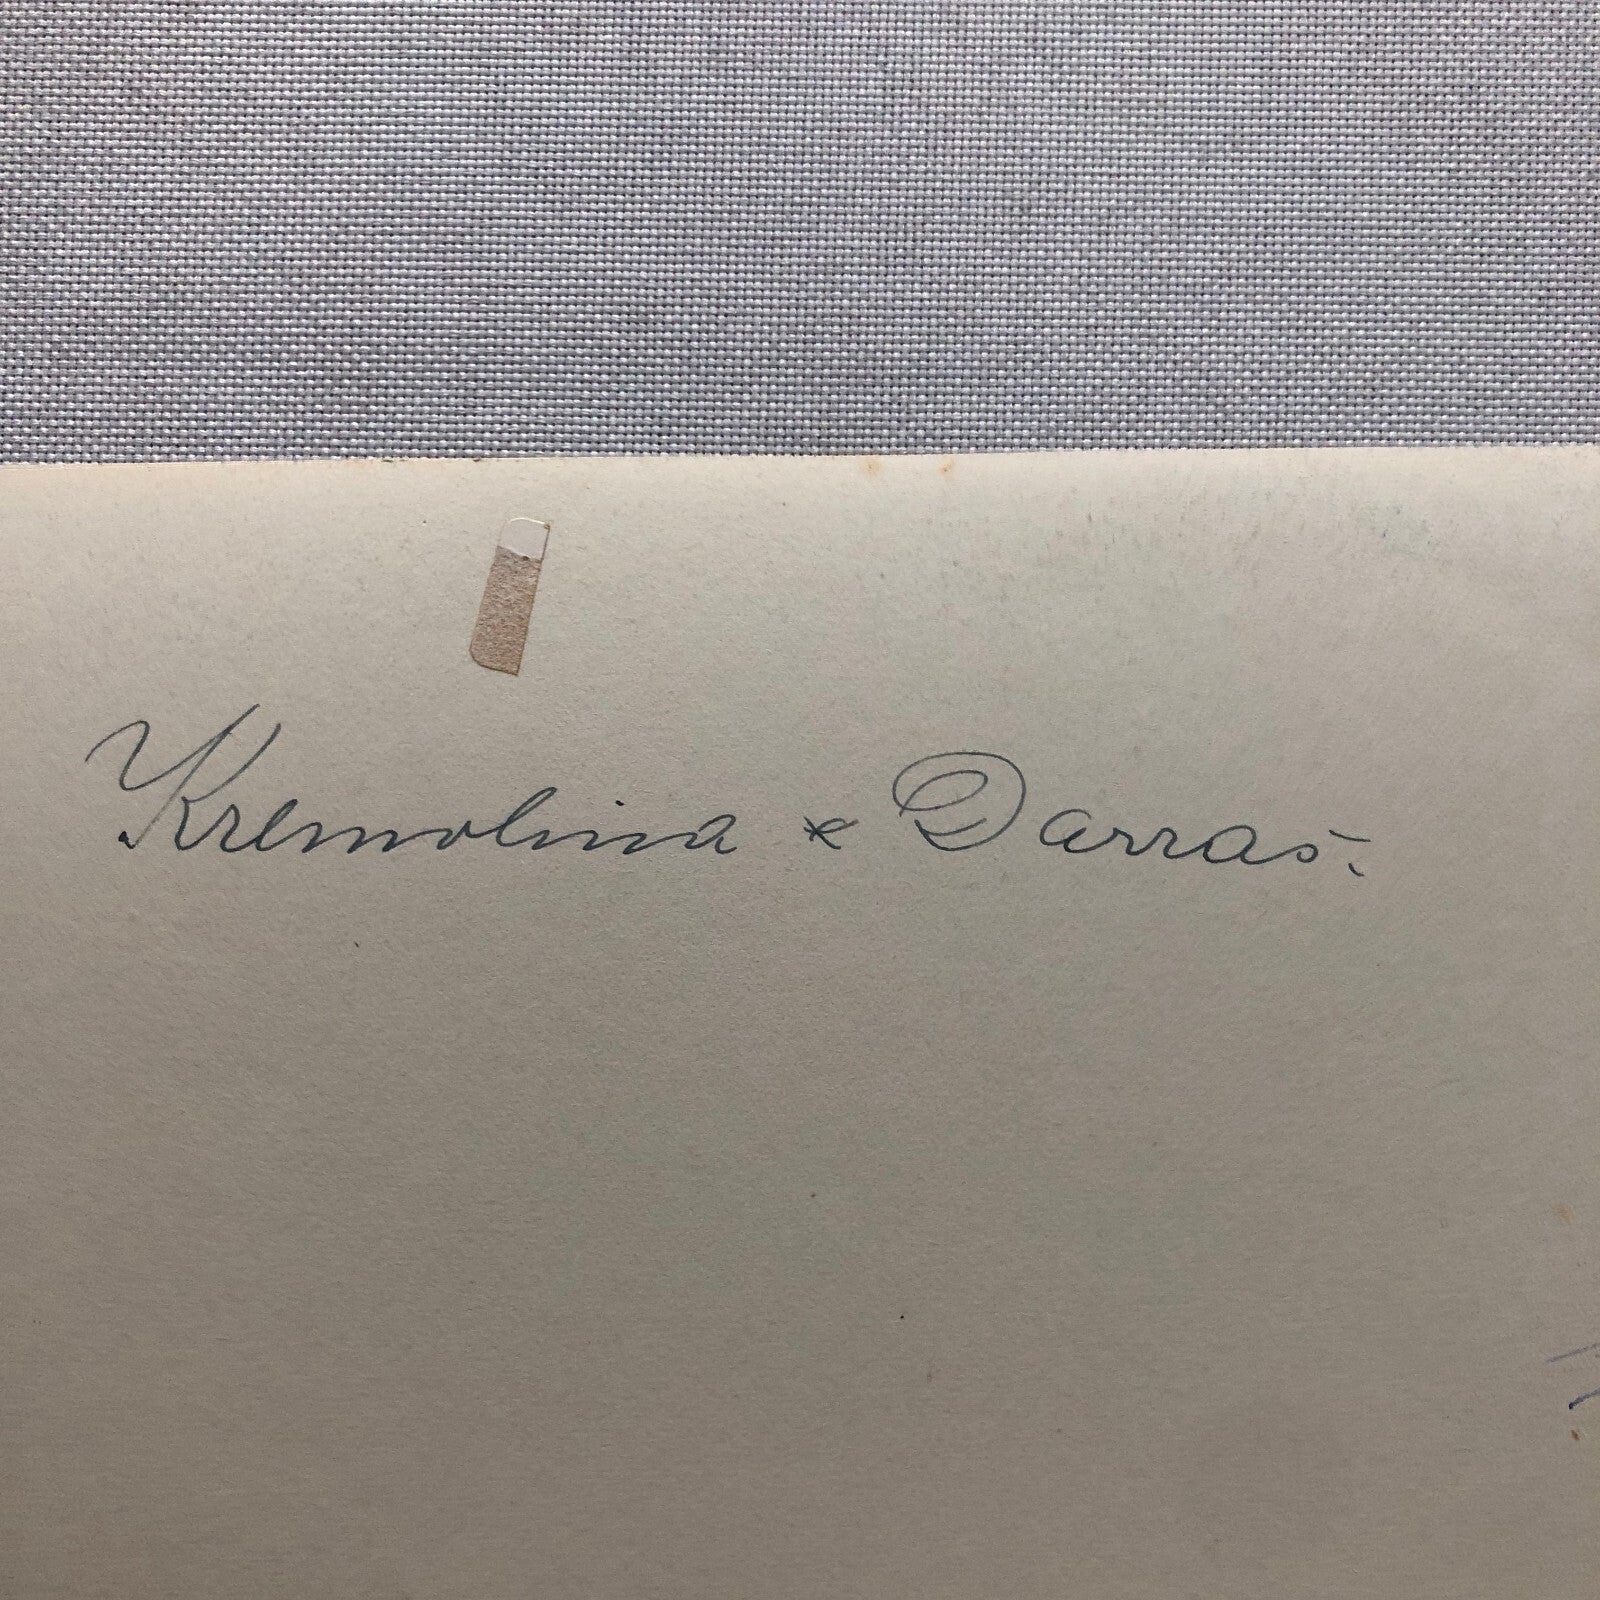 Kremolina & Darras.